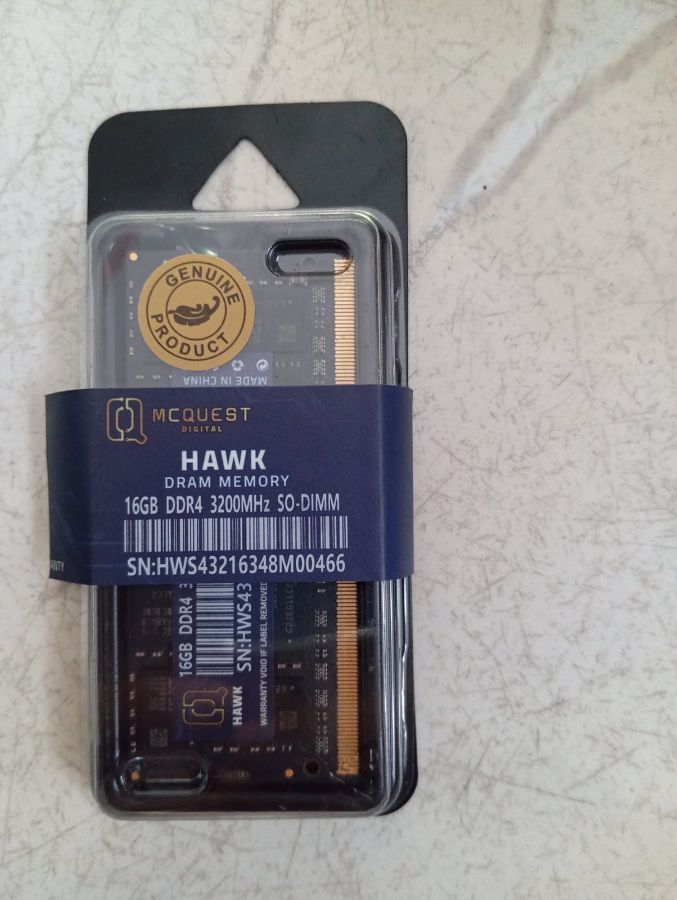 GENUINE
PRODUCT
MADE IN CHINA
MCQUEST
DIGITAL
HAWK
DRAM MEMORY
16GB DDR4 3200MHz SO-DIMM
SN:HWS43216348M00466
16GB DDR4 3
SN:HWS43
WARRANTY VOID IF LABEL REMOVED
HAWK